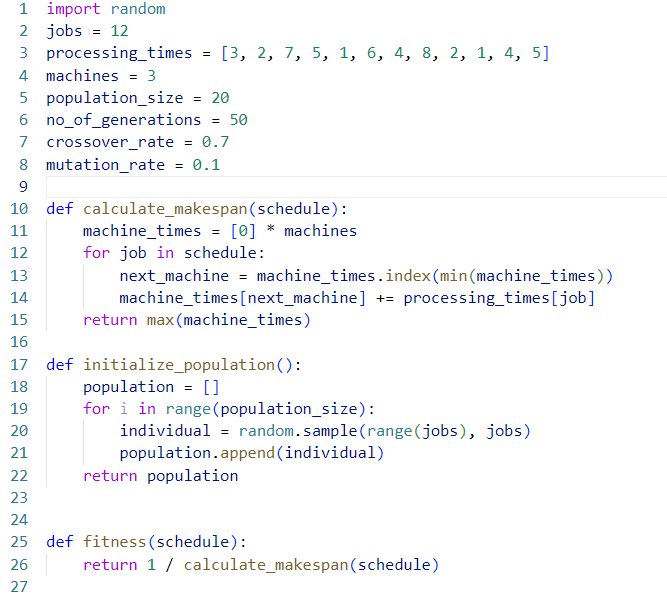 1 import random
2 jobs = 12
3 processing_times = [3, 2, 7, 5, 1, 6, 4, 8, 2, 1, 4, 5]
4 machines = 3
5 population_size = 20
6 no_of_generations = 50
7 crossover_rate = 0.7
8 mutation_rate = 0.1
9
10 def calculate_makespan(schedule):
11     machine_times = [0] * machines
12     for job in schedule:
13         next_machine = machine_times.index(min(machine_times))
14         machine_times[next_machine] += processing_times[job]
15     return max(machine_times)
16
17 def initialize_population():
18     population = []
19     for i in range(population_size):
20         individual = random.sample(range(jobs), jobs)
21         population.append(individual)
22     return population
23
24
25 def fitness(schedule):
26     return 1 / calculate_makespan(schedule)
27